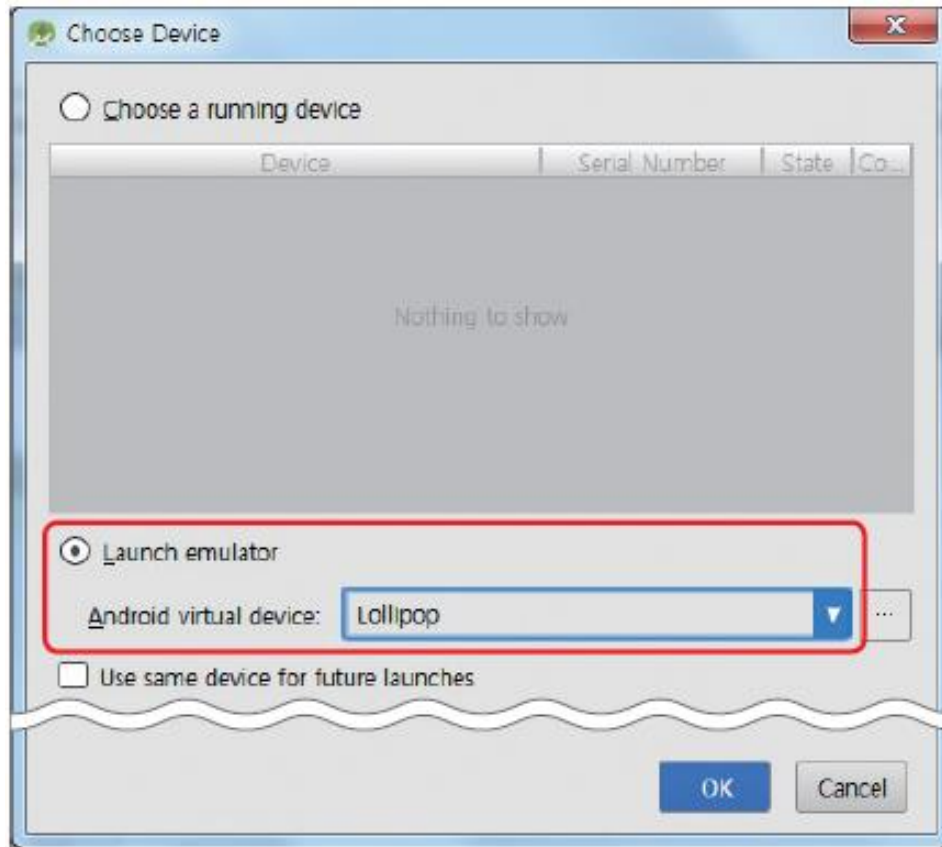 Choose Device
Choose a running device
Device Serial Number State Co...
Nothing to show
Launch emulator
Android virtual device: Lollipop ...
Use same device for future launches
OK Cancel